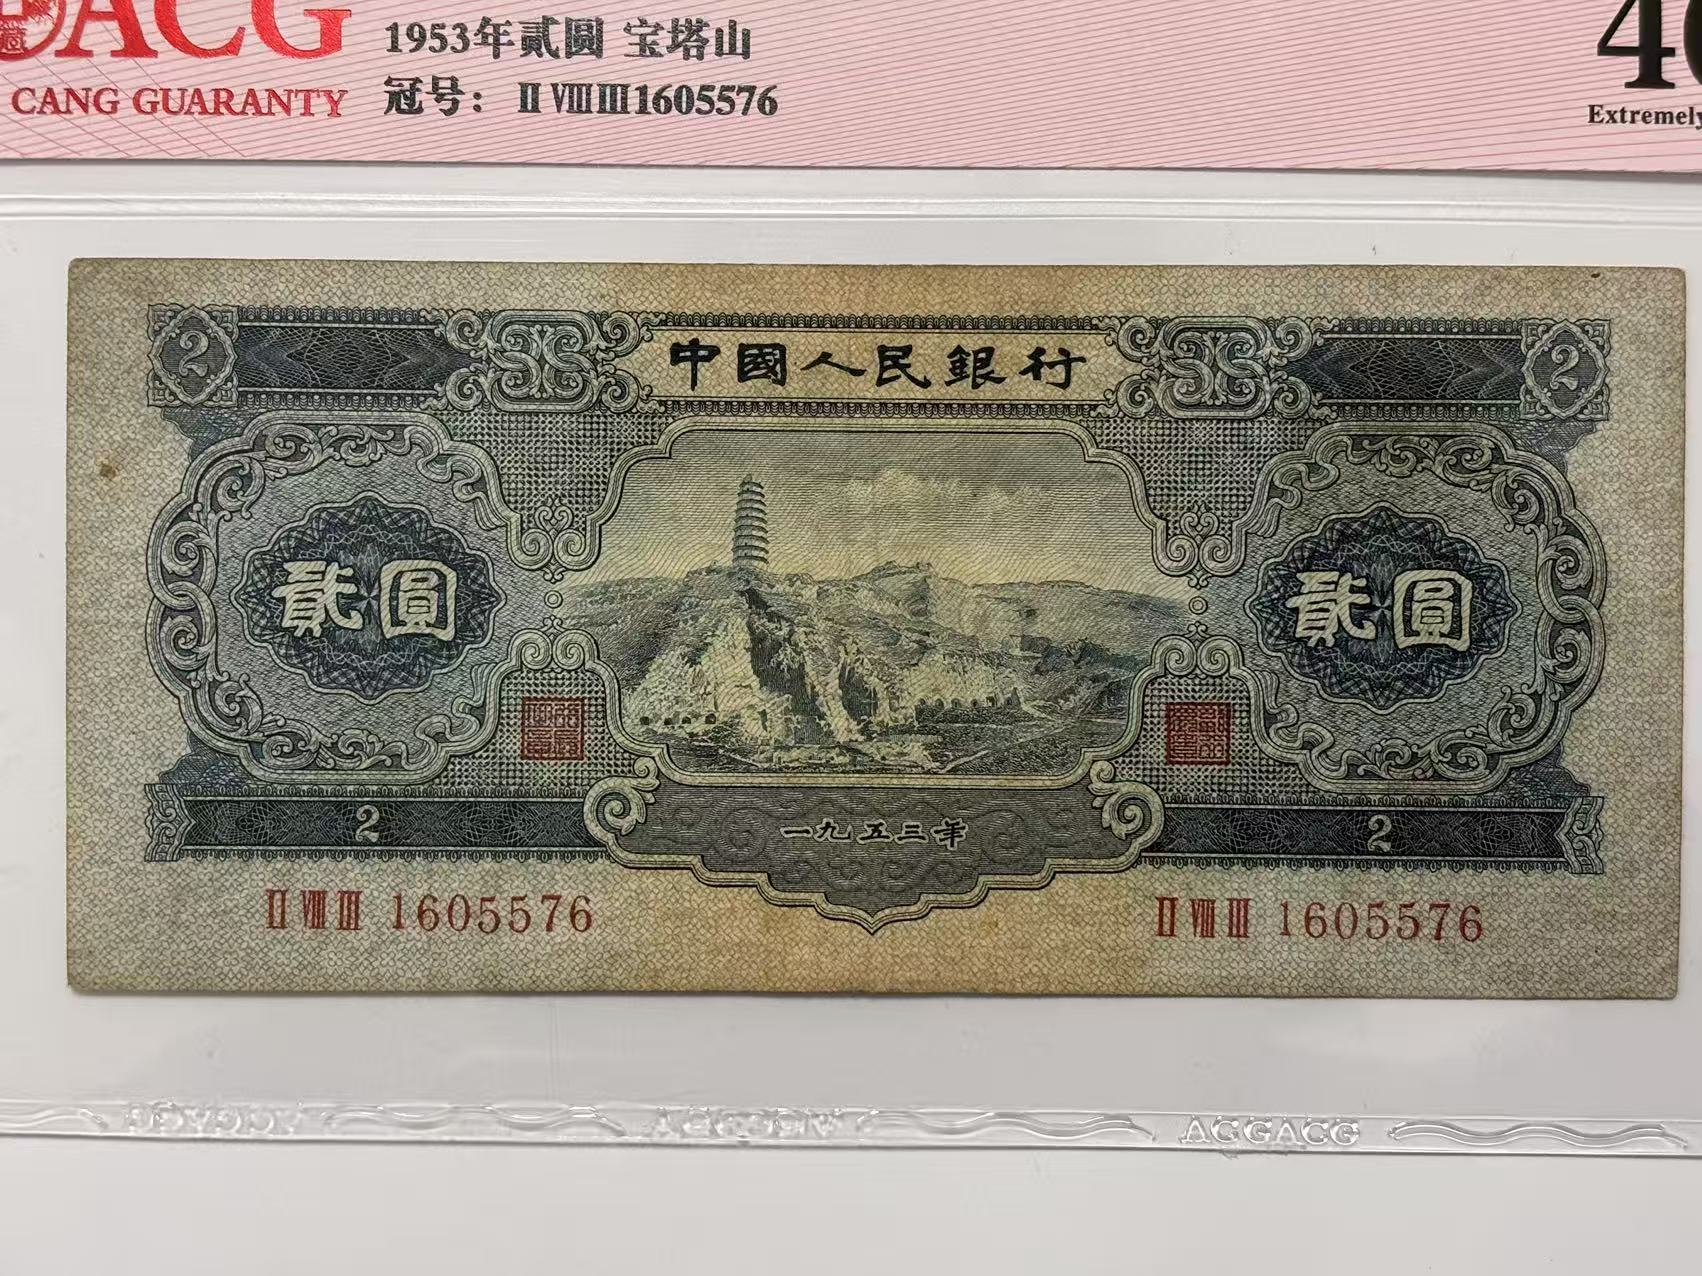 ACG
1953年貳圓 宝塔山
CANG GUARANTY
冠号： Ⅱ Ⅷ Ⅲ 1605576
Extremely
2 中國人民銀行 2
貳圓 貳圓
2 一九五三年 2
Ⅱ Ⅷ Ⅲ 1605576 Ⅱ Ⅷ Ⅲ 1605576
ACGACG